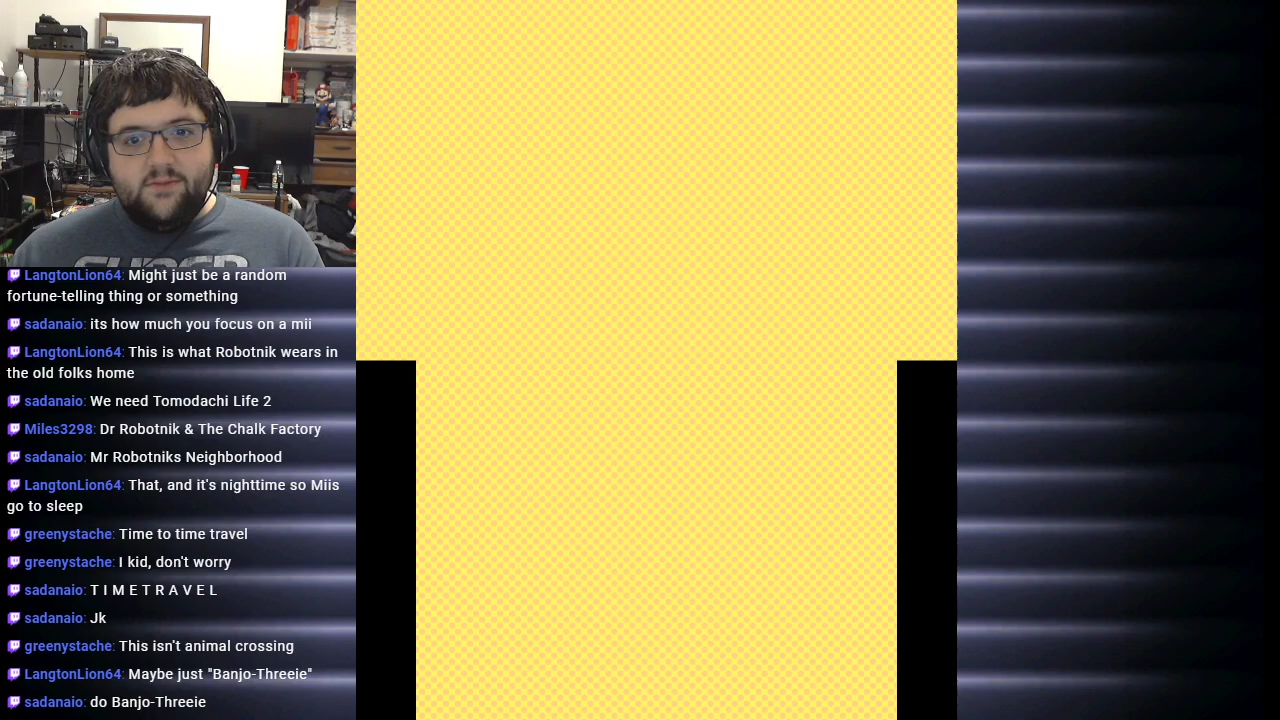 SUPER
LangtonLion64: Might just be a random
fortune-telling thing or something
sadanaio: its how much you focus on a mii
LangtonLion64: This is what Robotnik wears in
the old folks home
sadanaio: We need Tomodachi Life 2
Miles3298: Dr Robotnik & The Chalk Factory
sadanaio: Mr Robotniks Neighborhood
LangtonLion64: That, and it's nighttime so Miis
go to sleep
greenystache: Time to time travel
greenystache: I kid, don't worry
sadanaio: T I M E T R A V E L
sadanaio: Jk
greenystache: This isn't animal crossing
LangtonLion64: Maybe just "Banjo-Threeie"
sadanaio: do Banjo-Threeie